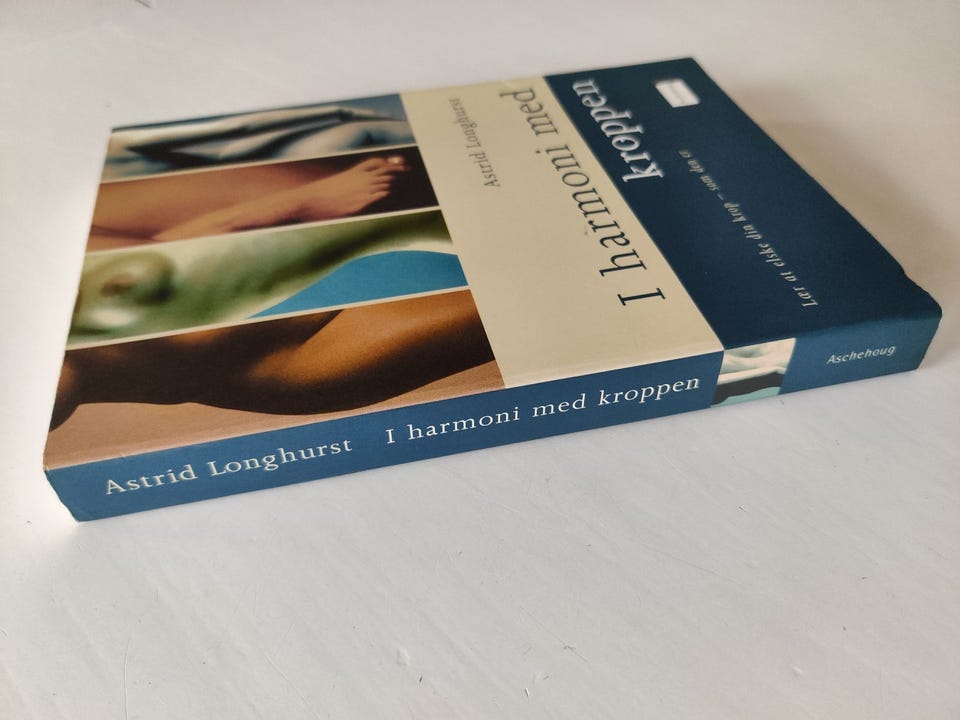 Astrid Longhurst
I harmoni med
kroppen
Lær at elske din krop – som den er
Astrid Longhurst I harmoni med kroppen
Aschehoug